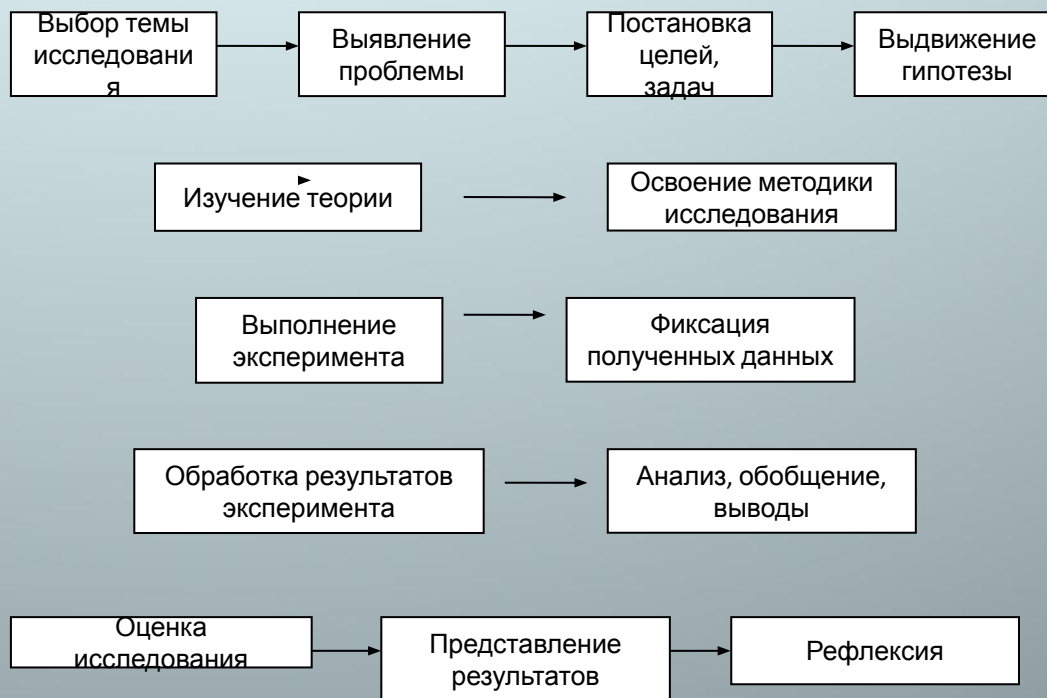 Выбор темы
исследовани
я
Выявление
проблемы
Постановка
целей,
задач
Выдвижение
гипотезы
Изучение теории
Освоение методики
исследования
Выполнение
эксперимента
Фиксация
полученных данных
Обработка результатов
эксперимента
Анализ, обобщение,
выводы
Оценка
исследования
Представление
результатов
Рефлексия